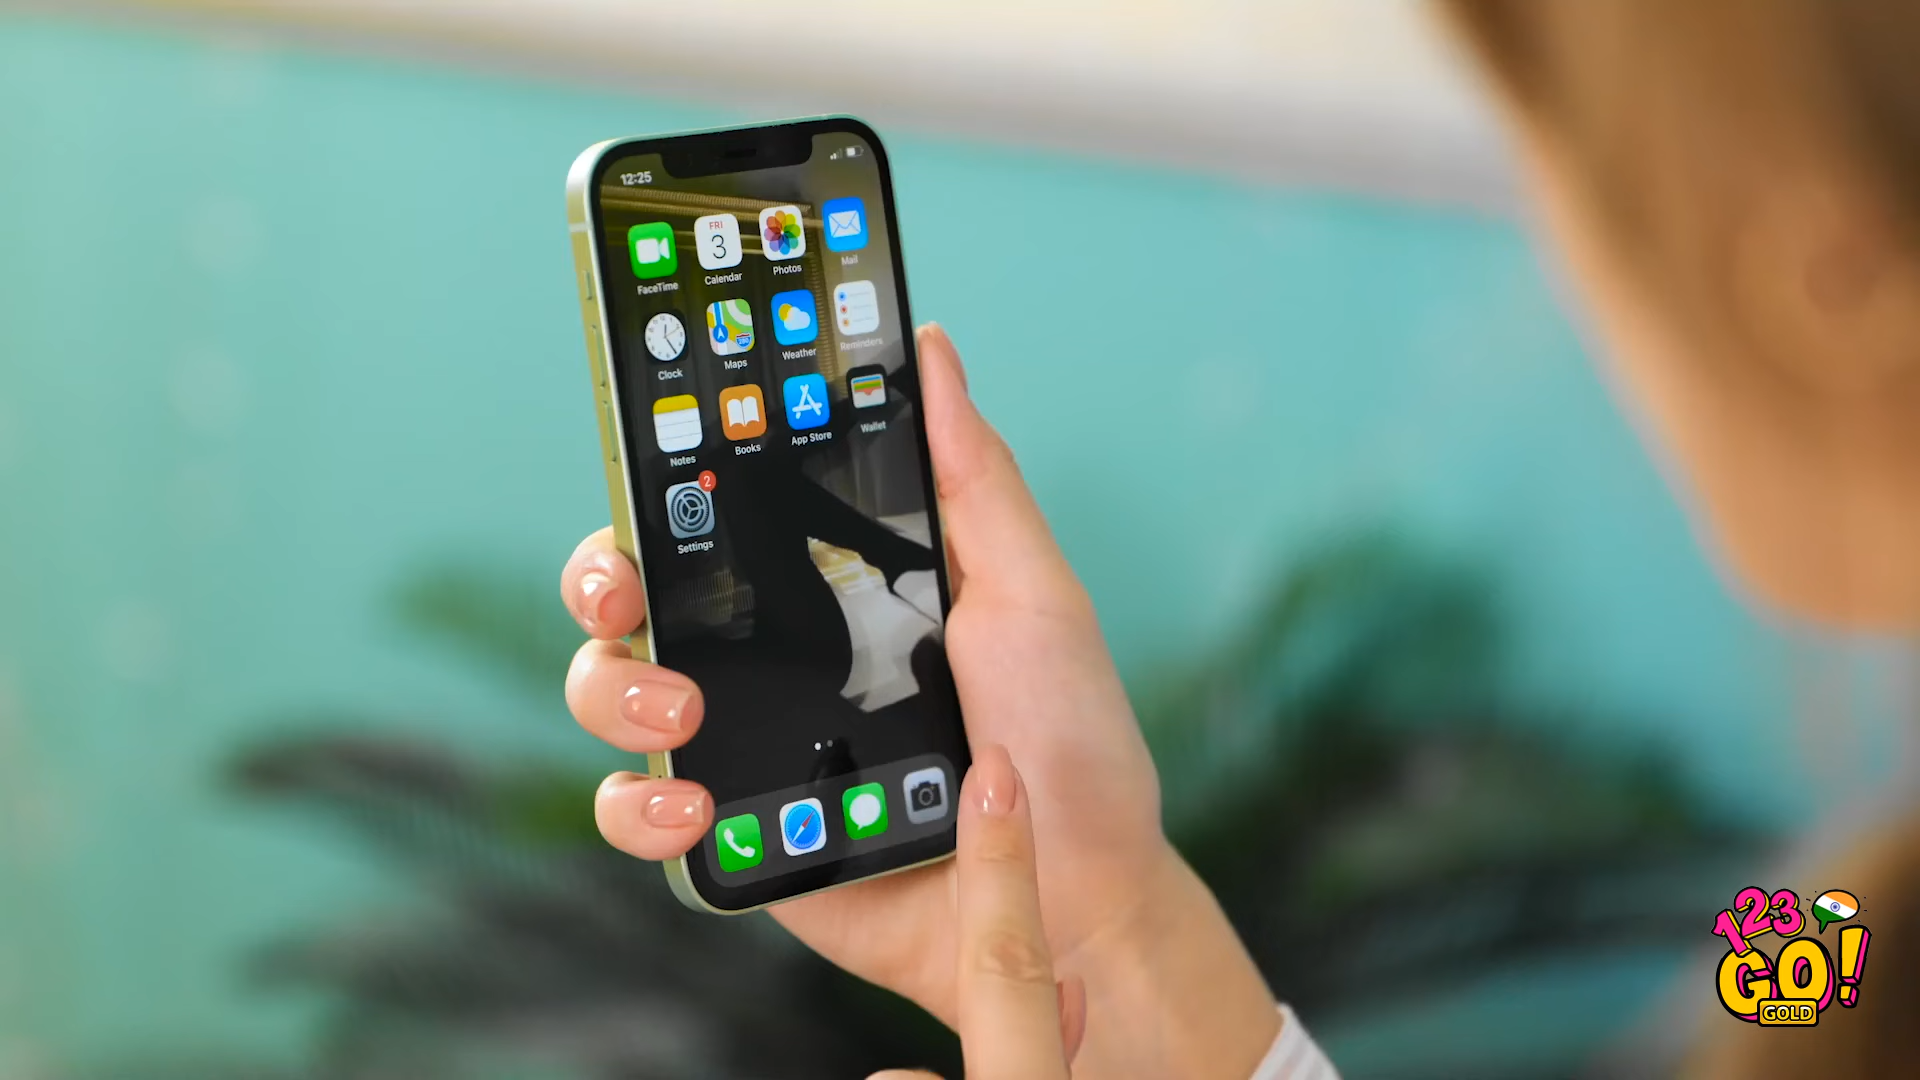 12:25
FRI
3
FaceTime
Calendar
Photos
Mail
Clock
Maps
280
Weather
Reminders
Notes
Books
App Store
Wallet
2
Settings
123
GO!
GOLD